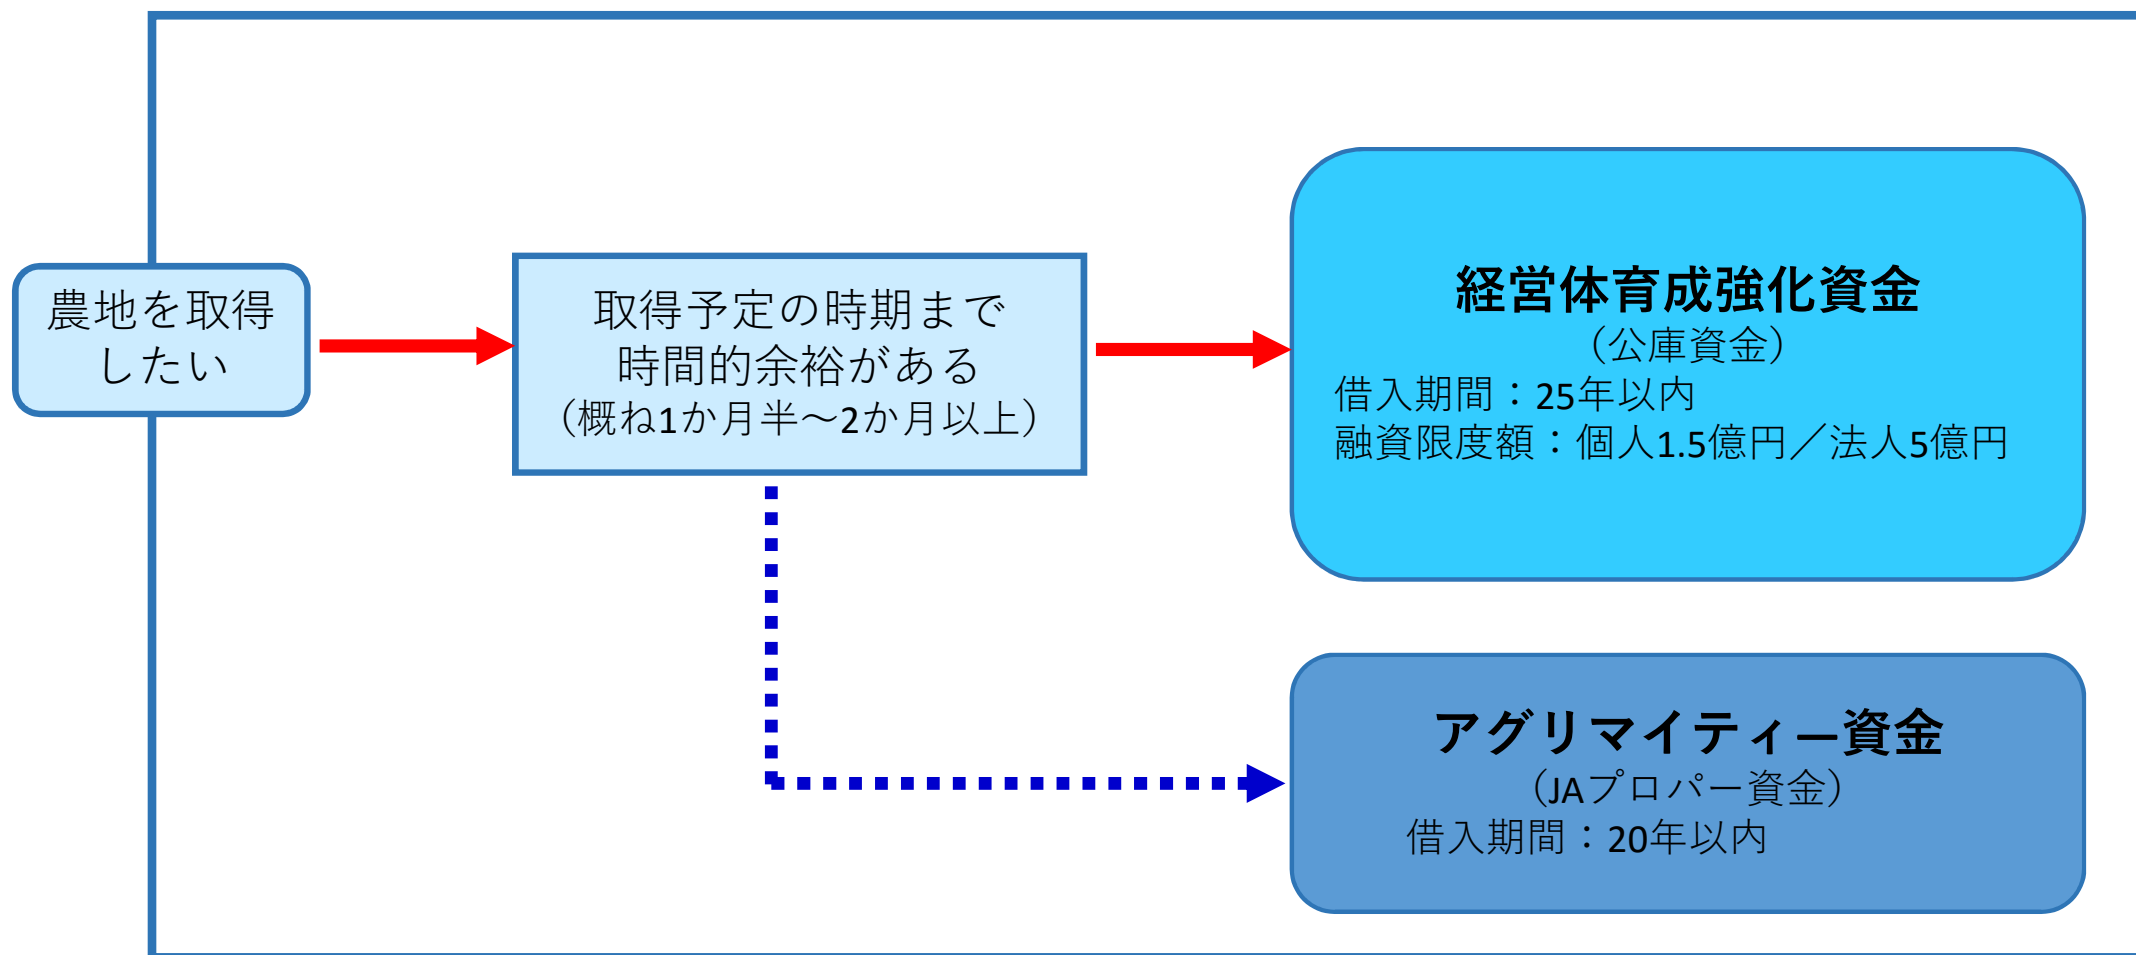 農地を取得
したい
取得予定の時期まで
時間的余裕がある
（概ね1か月半～2か月以上）
経営体育成強化資金
（公庫資金）
借入期間：25年以内
融資限度額：個人1.5億円／法人5億円
アグリマイティー資金
（JAプロパー資金）
借入期間：20年以内